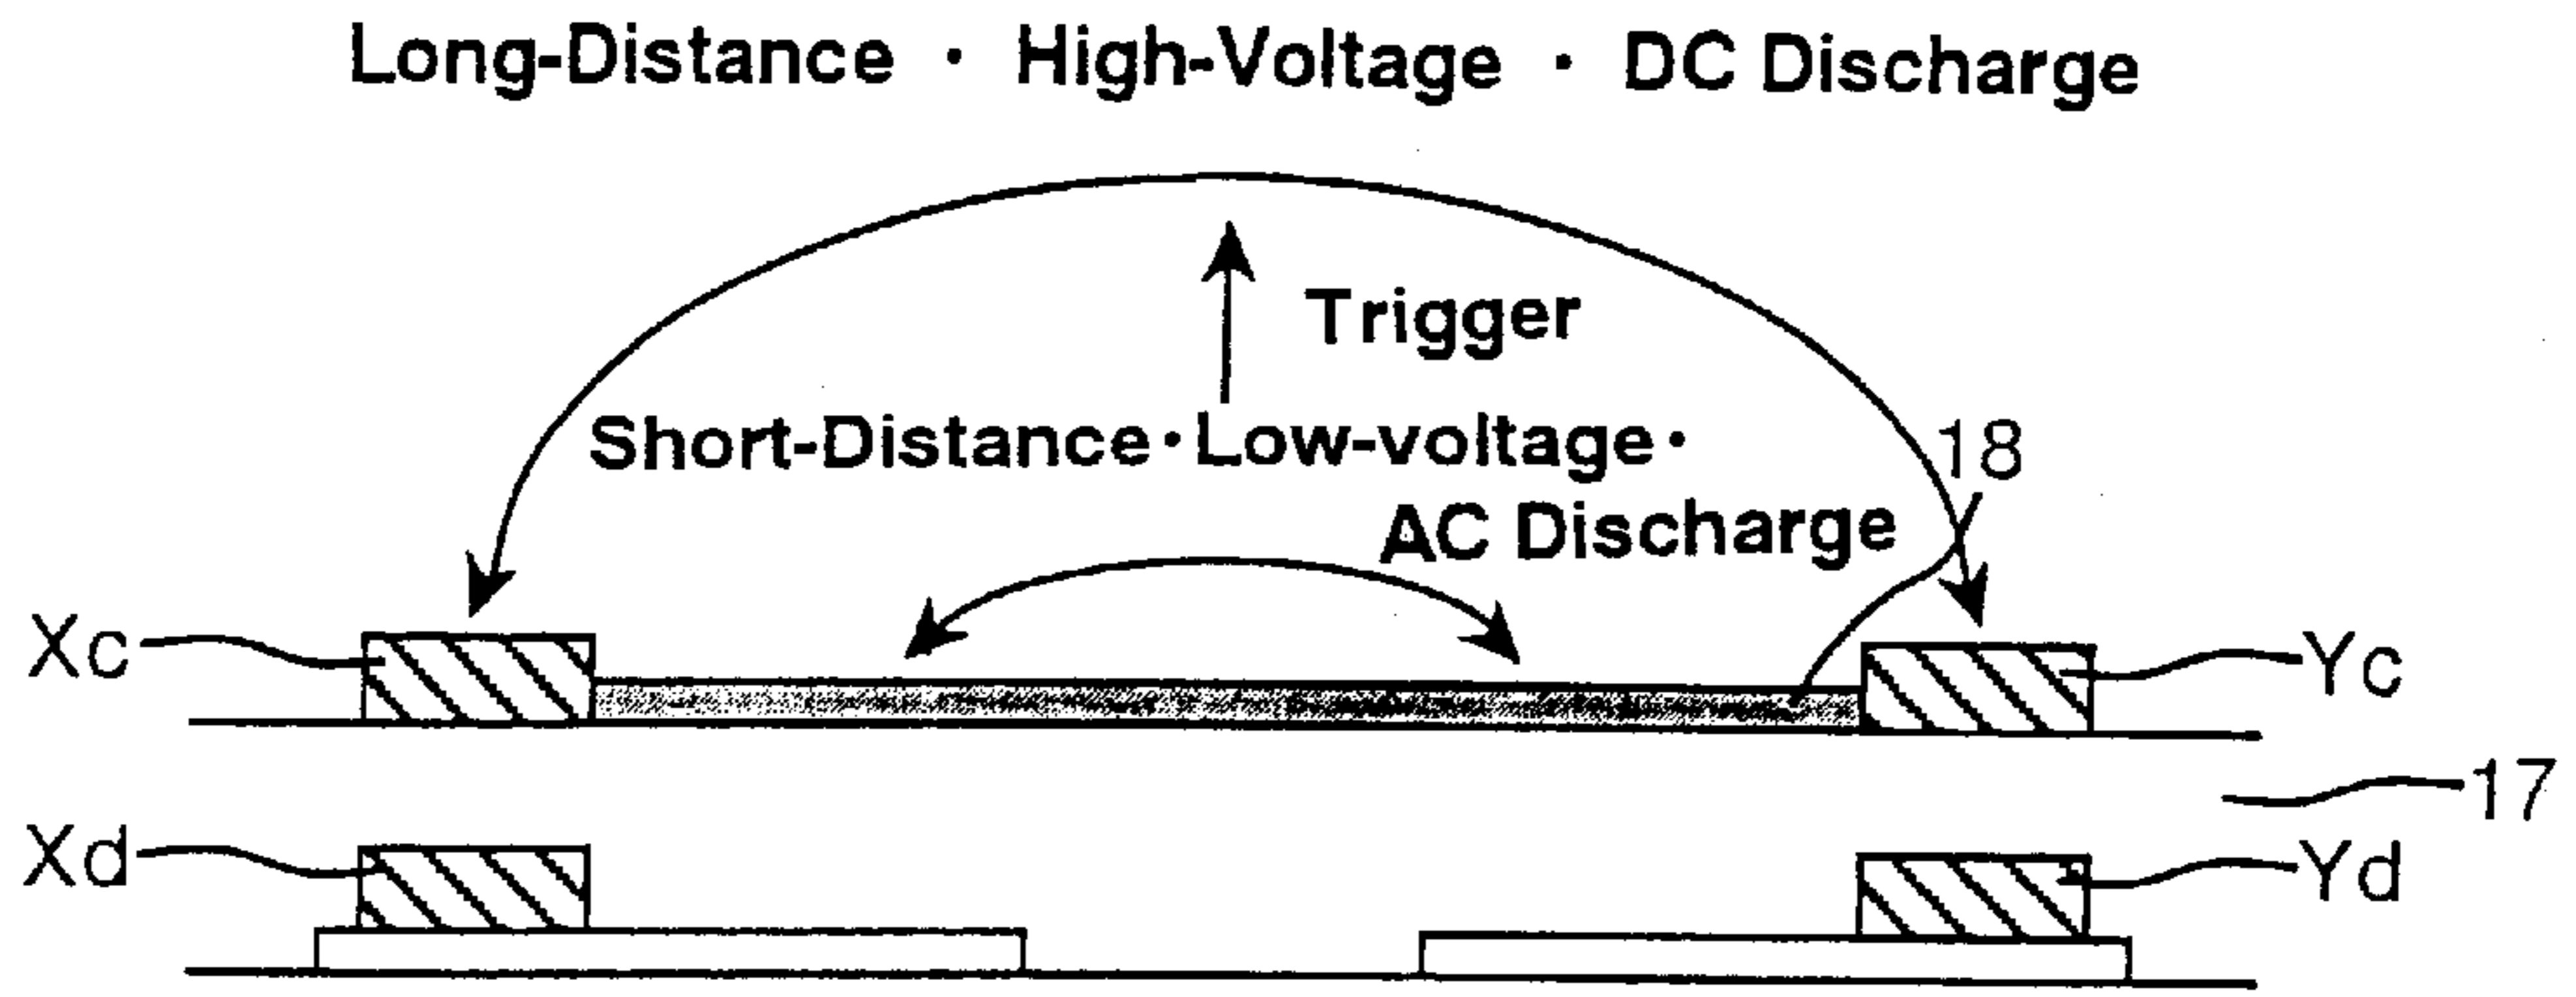 Long-Distance · High-Voltage · DC Discharge
Trigger
Short-Distance·Low-voltage·
18
AC Discharge
Xc
Yc
17
Xd
Yd